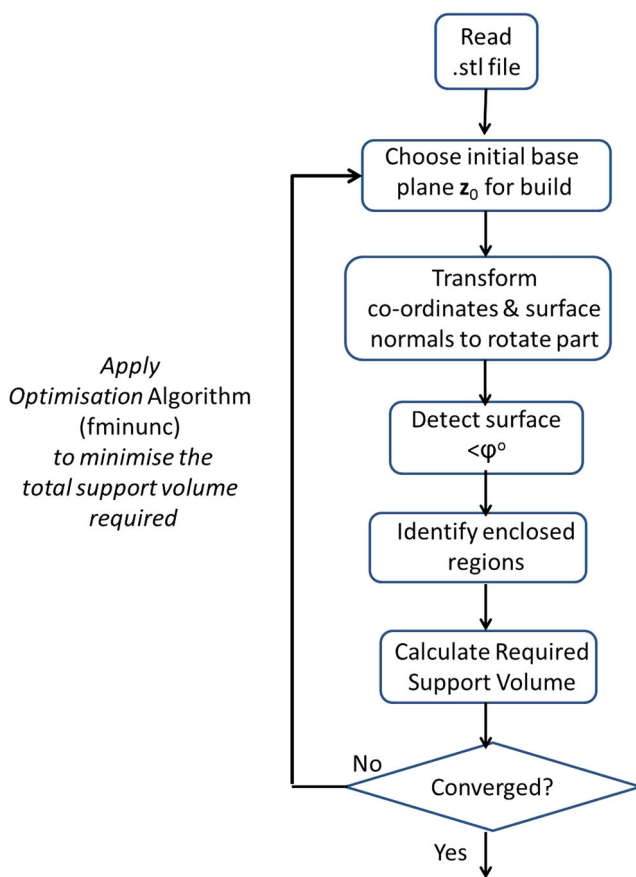 Read
.stl file
Choose initial base
plane z₀ for build
Transform
co-ordinates & surface
normals to rotate part
Apply
Optimisation Algorithm
(fminunc)
to minimise the
total support volume
required
Detect surface
<φº
Identify enclosed
regions
Calculate Required
Support Volume
No
Converged?
Yes